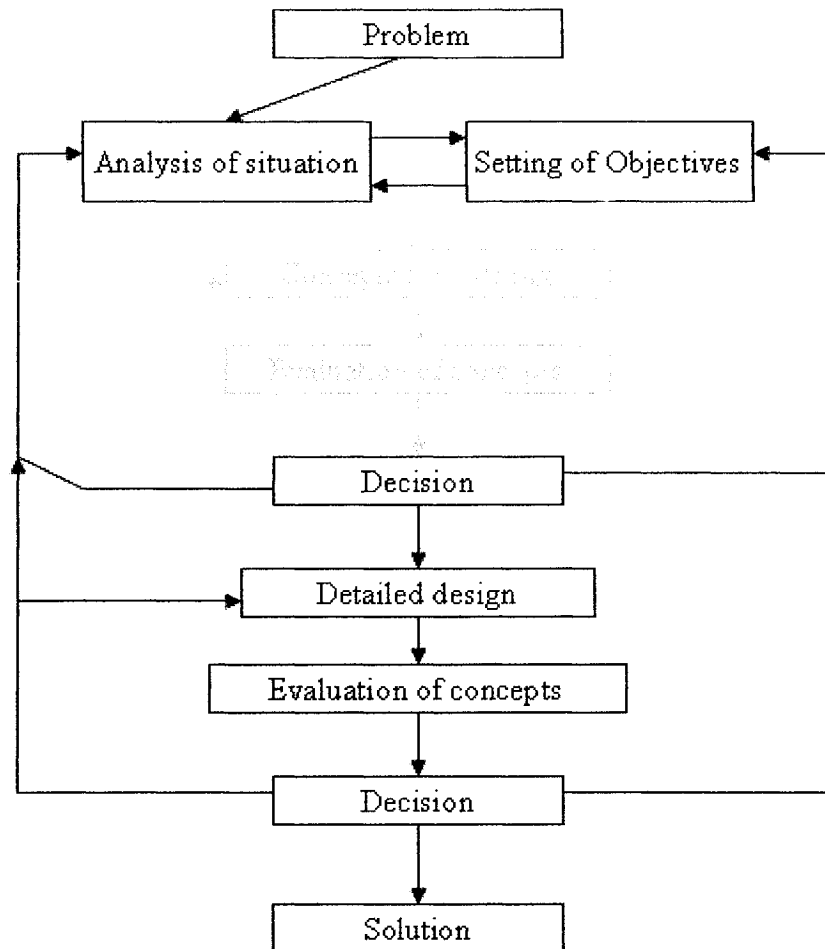 Problem
Analysis of situation
Setting of Objectives
Decision
Detailed design
Evaluation of concepts
Decision
Solution